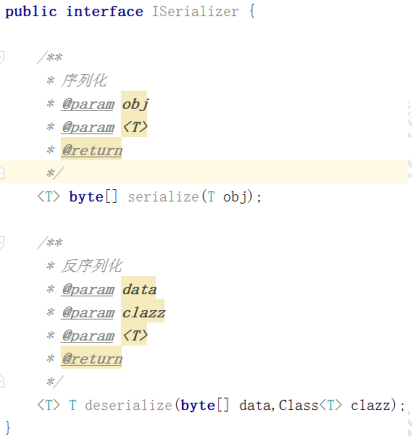 public interface ISerializer {
/**
* 序列化
* @param obj
* @param <T>
* @return
*/
<T> byte[] serialize(T obj);
/**
* 反序列化
* @param data
* @param clazz
* @param <T>
* @return
*/
<T> T deserialize(byte[] data,Class<T> clazz);
}